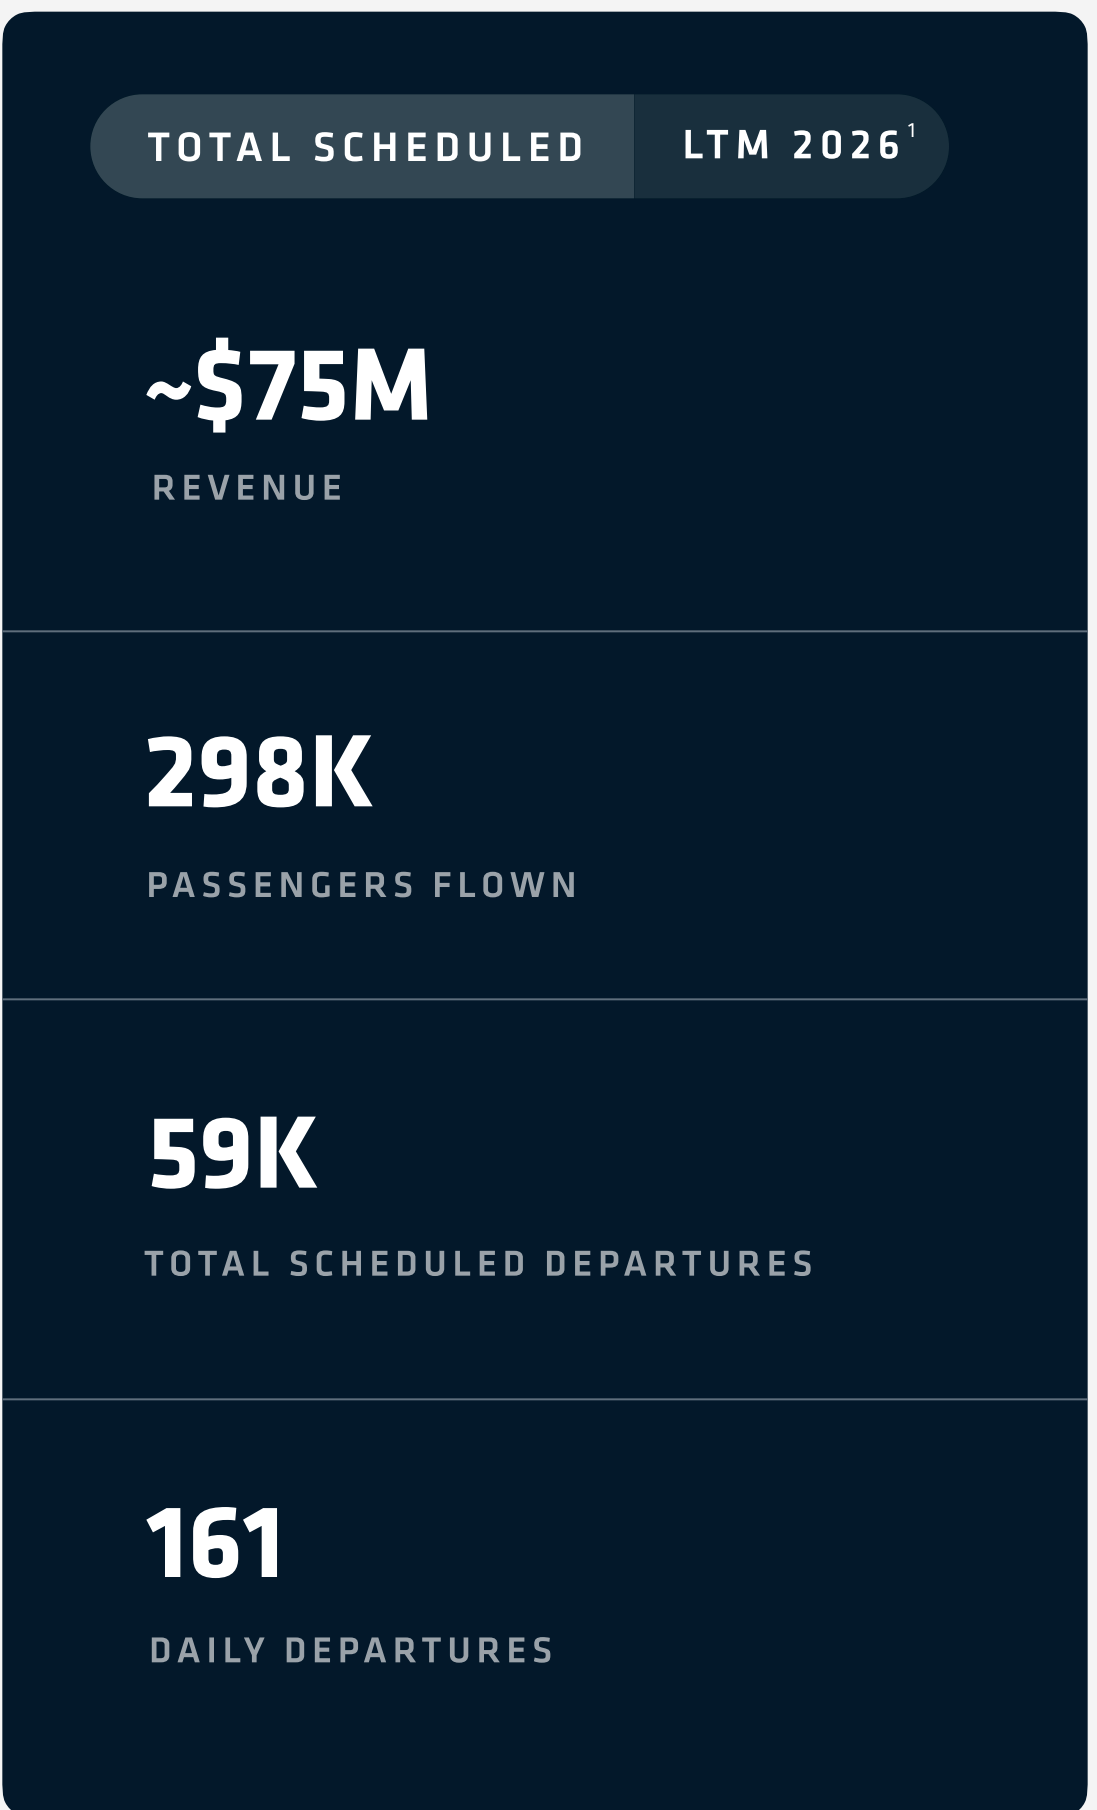 TOTAL SCHEDULED LTM 2026¹
~$75M
REVENUE
298K
PASSENGERS FLOWN
59K
TOTAL SCHEDULED DEPARTURES
161
DAILY DEPARTURES